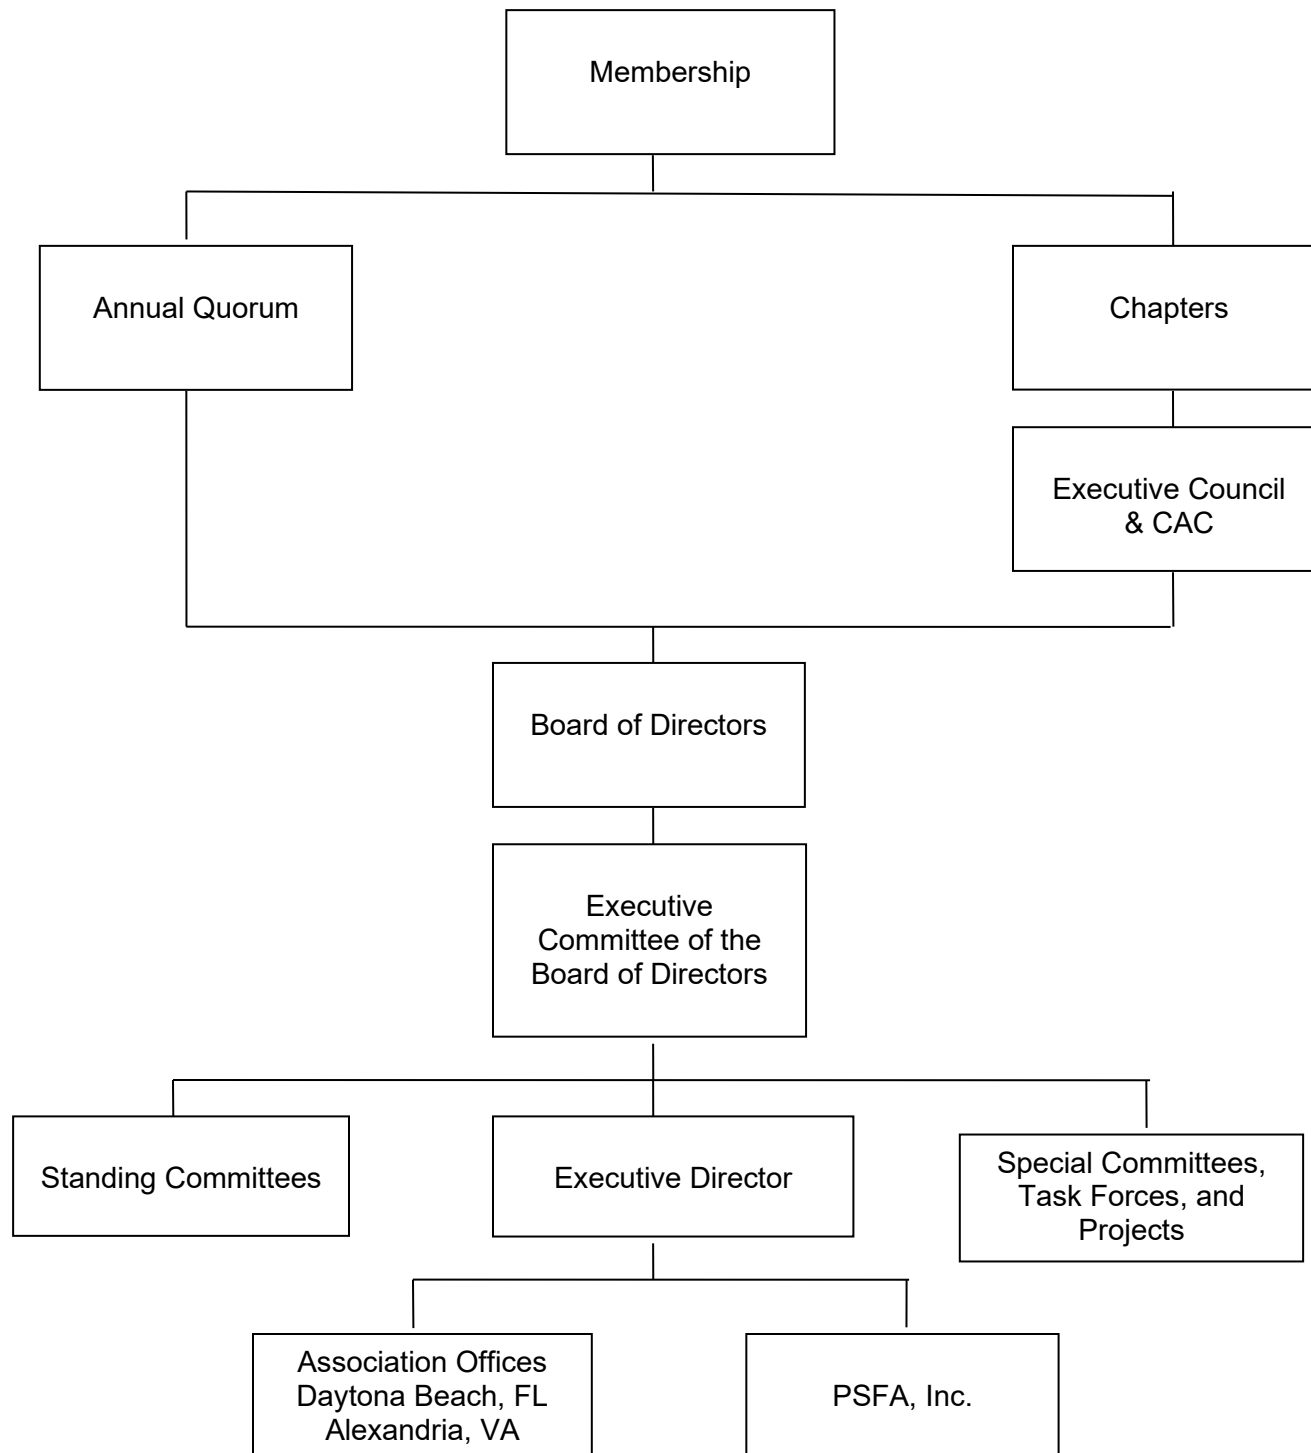 Membership
Annual Quorum
Chapters
Executive Council
& CAC
Board of Directors
Executive
Committee of the
Board of Directors
Standing Committees
Executive Director
Special Committees,
Task Forces, and
Projects
Association Offices
Daytona Beach, FL
Alexandria, VA
PSFA, Inc.